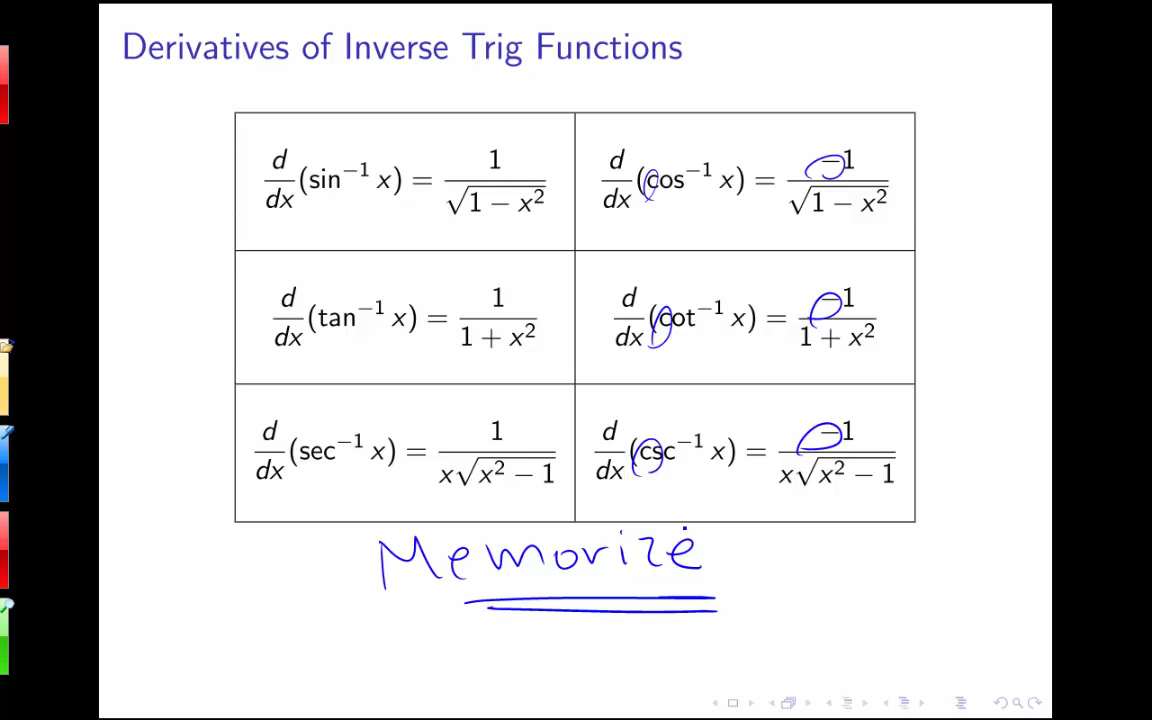 Derivatives of Inverse Trig Functions
d/dx (sin⁻¹ x) = 1/√(1 − x²)
d/dx (cos⁻¹ x) = −1/√(1 − x²)
d/dx (tan⁻¹ x) = 1/(1 + x²)
d/dx (cot⁻¹ x) = −1/(1 + x²)
d/dx (sec⁻¹ x) = 1/(x√(x² − 1))
d/dx (csc⁻¹ x) = −1/(x√(x² − 1))
Memorize